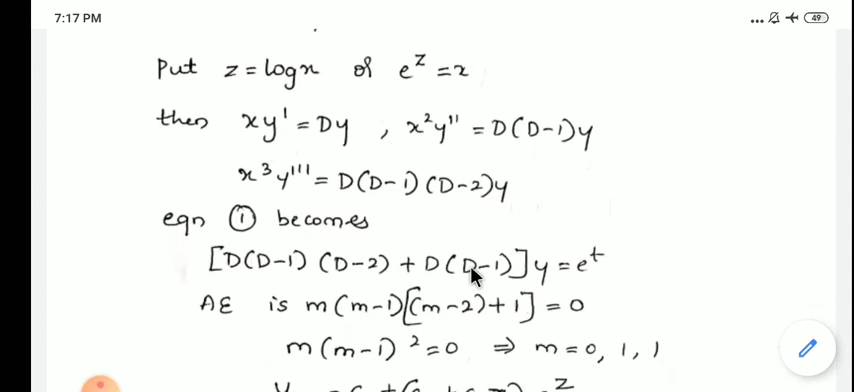 7:17 PM ... 49
Put z = logx or e^z = x
then xy' = Dy , x²y'' = D(D-1)y
x³y''' = D(D-1)(D-2)y
eqn ① becomes
[D(D-1)(D-2) + D(D-1)]y = e^t
AE is m(m-1)[(m-2)+1] = 0
m(m-1)² = 0 ⇒ m = 0, 1, 1